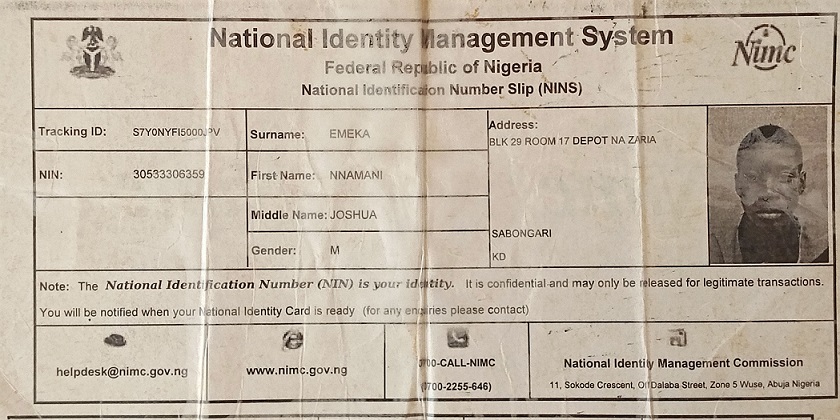 National Identity Management System
Federal Republic of Nigeria
National Identification Number Slip (NINS)
Nimc
Tracking ID: S7Y0NYFI5000JPV
Surname: EMEKA
Address:
BLK 29 ROOM 17 DEPOT NA ZARIA
NIN: 30533306359
First Name: NNAMANI
Middle Name: JOSHUA
SABONGARI
Gender: M
KD
Note: The National Identification Number (NIN) is your identity. It is confidential and may only be released for legitimate transactions.
You will be notified when your National Identity Card is ready (for any enquiries please contact)
helpdesk@nimc.gov.ng
www.nimc.gov.ng
0700-CALL-NIMC
(0700-2255-646)
National Identity Management Commission
11, Sokode Crescent, Off Dalaba Street, Zone 5 Wuse, Abuja Nigeria